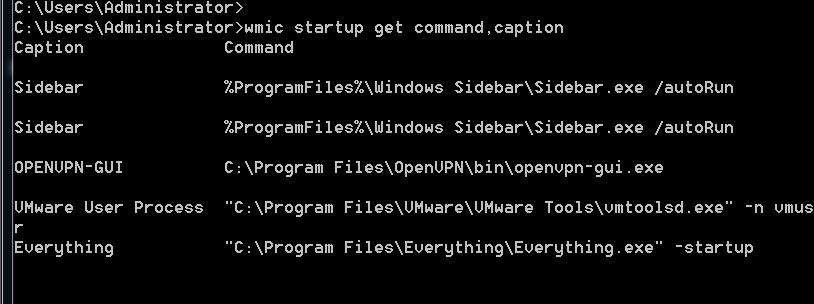 C:\Users\Administrator>
C:\Users\Administrator>wmic startup get command,caption
Caption Command
Sidebar %ProgramFiles%\Windows Sidebar\Sidebar.exe /autoRun
Sidebar %ProgramFiles%\Windows Sidebar\Sidebar.exe /autoRun
OPENVPN-GUI C:\Program Files\OpenVPN\bin\openvpn-gui.exe
VMware User Process "C:\Program Files\VMware\VMware Tools\vmtoolsd.exe" -n vmus
r
Everything "C:\Program Files\Everything\Everything.exe" -startup